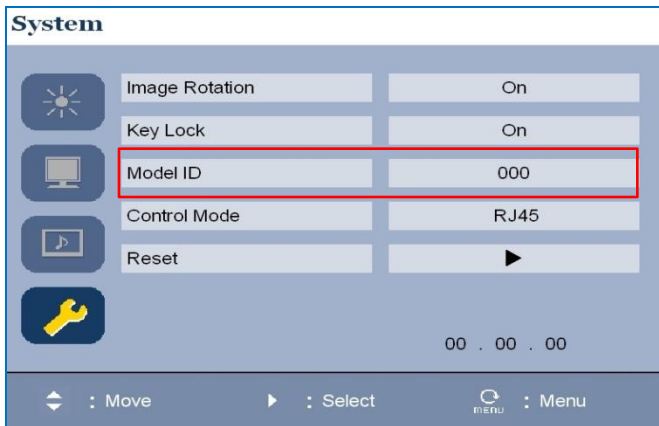 System
Image Rotation On
Key Lock On
Model ID 000
Control Mode RJ45
Reset
00 . 00 . 00
: Move : Select MENU : Menu